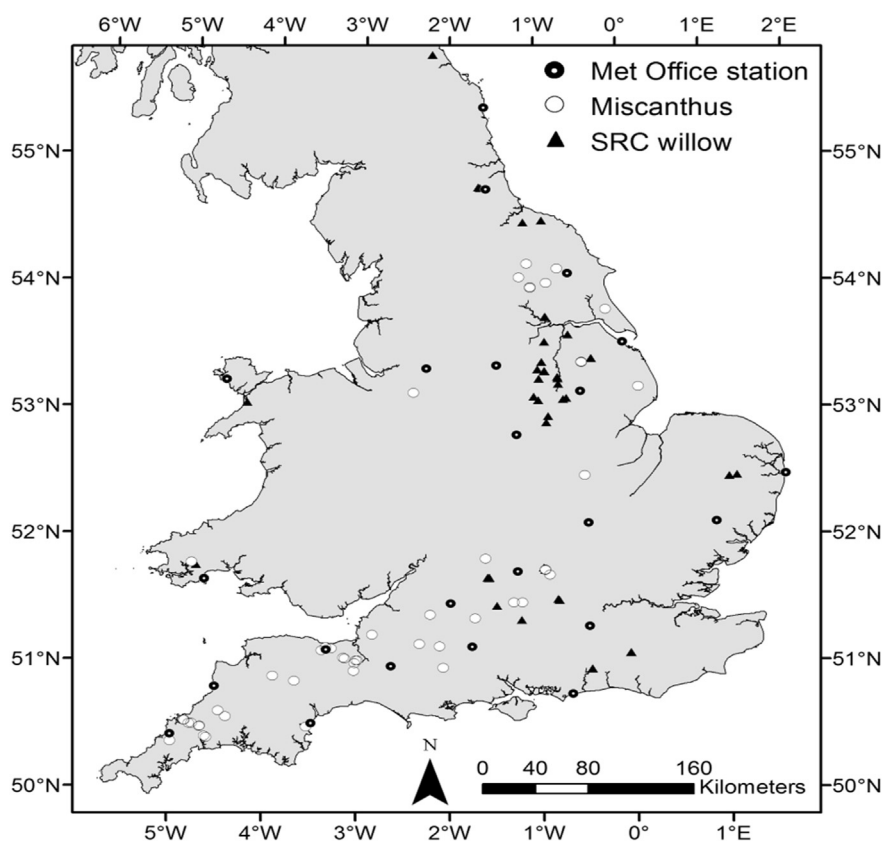 6°W 5°W 4°W 3°W 2°W 1°W 0° 1°E 2°E
Met Office station
Miscanthus
SRC willow
55°N 55°N
54°N 54°N
53°N 53°N
52°N 52°N
51°N 51°N
50°N 50°N
N
0 40 80 160
Kilometers
5°W 4°W 3°W 2°W 1°W 0° 1°E